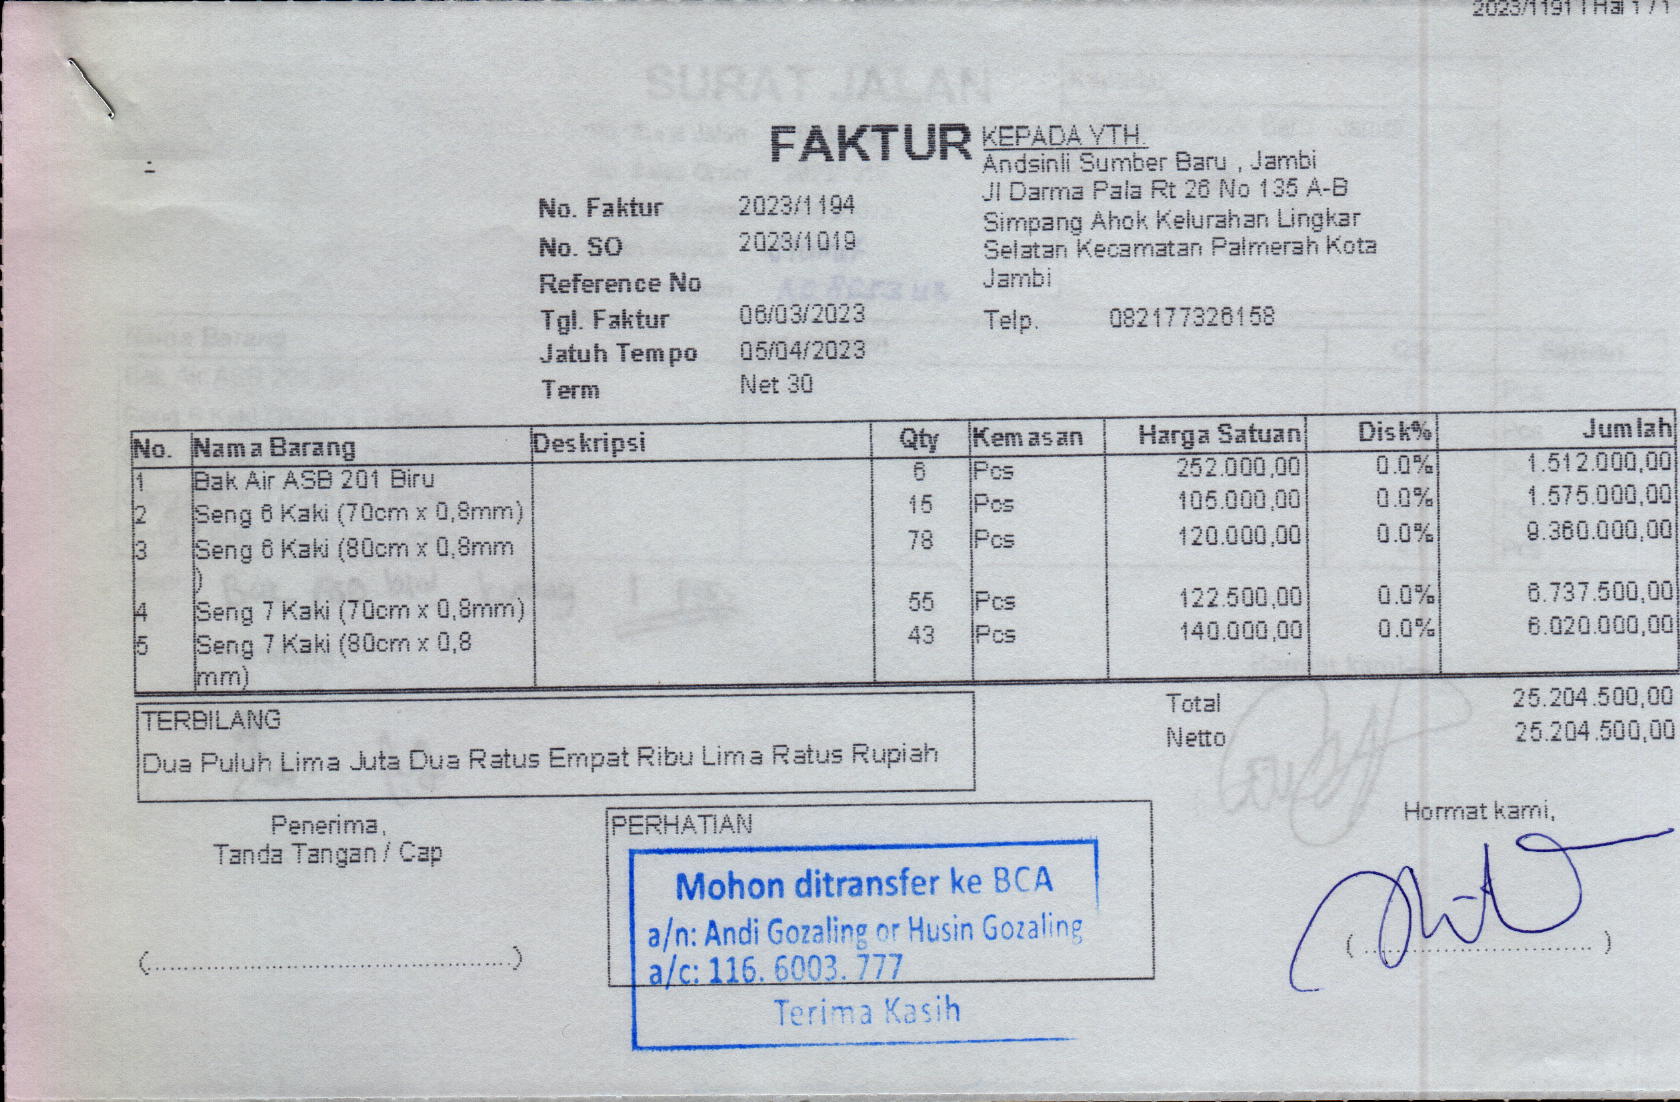 2023/1191 | Hal 1 / 1
FAKTUR
KEPADA YTH.
Andsinli Sumber Baru , Jambi
Jl Darma Pala Rt 26 No 135 A-B
Simpang Ahok Kelurahan Lingkar
Selatan Kecamatan Palmerah Kota
Jambi
Telp. 082177326158
No. Faktur 2023/1194
No. SO 2023/1019
Reference No
Tgl. Faktur 06/03/2023
Jatuh Tempo 05/04/2023
Term Net 30
No. Nama Barang Deskripsi Qty Kemasan Harga Satuan Disk% Jumlah
1 Bak Air ASB 201 Biru 6 Pcs 252.000,00 0.0% 1.512.000,00
2 Seng 6 Kaki (70cm x 0,8mm) 15 Pcs 105.000,00 0.0% 1.575.000,00
3 Seng 6 Kaki (80cm x 0,8mm 78 Pcs 120.000,00 0.0% 9.360.000,00
)
4 Seng 7 Kaki (70cm x 0,8mm) 55 Pcs 122.500,00 0.0% 6.737.500,00
5 Seng 7 Kaki (80cm x 0,8 43 Pcs 140.000,00 0.0% 6.020.000,00
mm)
Total 25.204.500,00
Netto 25.204.500,00
TERBILANG
Dua Puluh Lima Juta Dua Ratus Empat Ribu Lima Ratus Rupiah
Penerima,
Tanda Tangan / Cap
(.................................................)
PERHATIAN
Mohon ditransfer ke BCA
a/n: Andi Gozaling or Husin Gozaling
a/c: 116. 6003. 777
Terima Kasih
Hormat kami,
(................................)